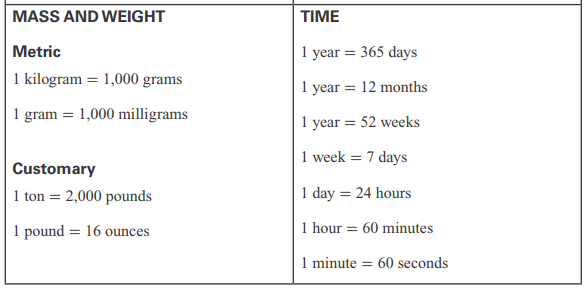 MASS AND WEIGHT
Metric
1 kilogram = 1,000 grams
1 gram = 1,000 milligrams
Customary
1 ton = 2,000 pounds
1 pound = 16 ounces
TIME
1 year = 365 days
1 year = 12 months
1 year = 52 weeks
1 week = 7 days
1 day = 24 hours
1 hour = 60 minutes
1 minute = 60 seconds